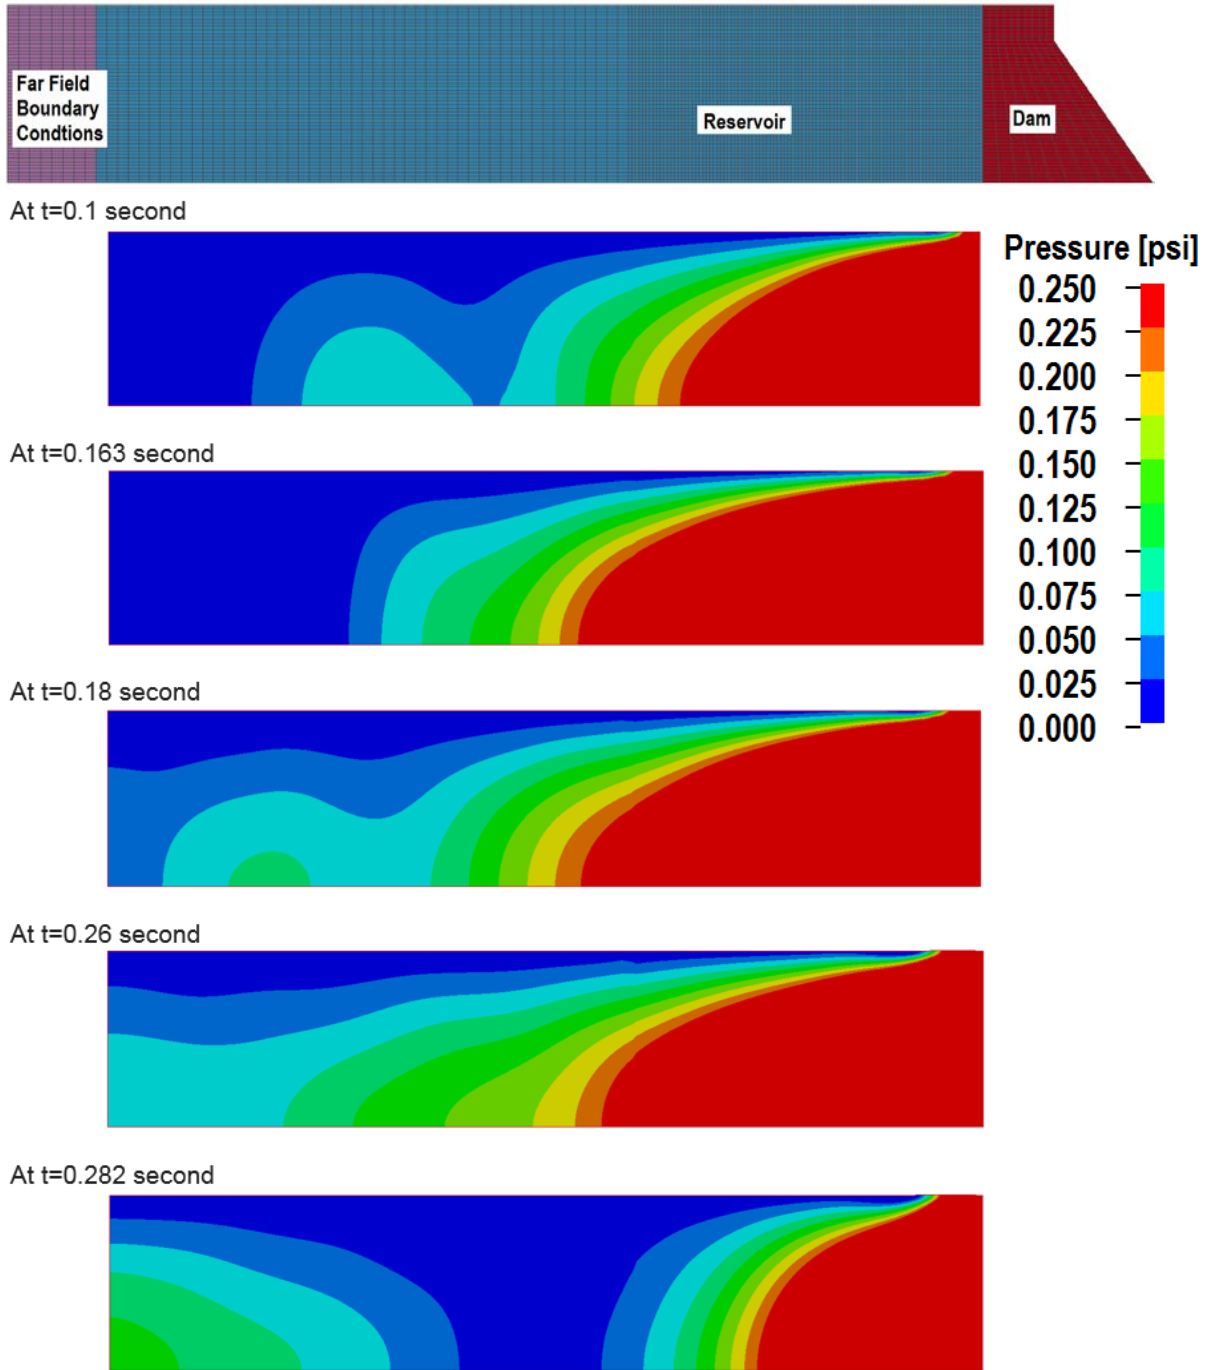 Far Field
Boundary
Condtions
Reservoir
Dam
At t=0.1 second
Pressure [psi]
0.250
0.225
0.200
0.175
0.150
0.125
0.100
0.075
0.050
0.025
0.000
At t=0.163 second
At t=0.18 second
At t=0.26 second
At t=0.282 second